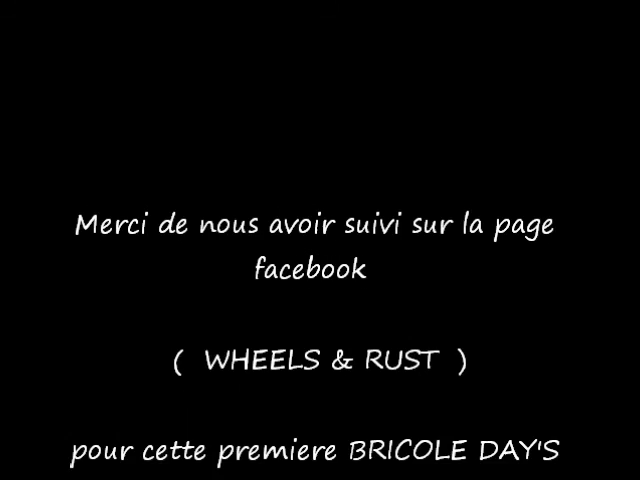 Merci de nous avoir suivi sur la page
facebook
( WHEELS & RUST )
pour cette premiere BRICOLE DAY'S